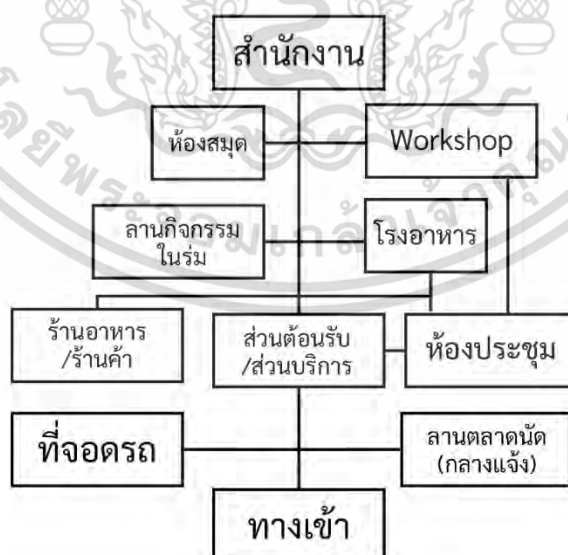 สำนักงาน
ห้องสมุด
Workshop
ลานกิจกรรม
ในร่ม
โรงอาหาร
ร้านอาหาร
/ร้านค้า
ส่วนต้อนรับ
/ส่วนบริการ
ห้องประชุม
ที่จอดรถ
ลานตลาดนัด
(กลางแจ้ง)
ทางเข้า